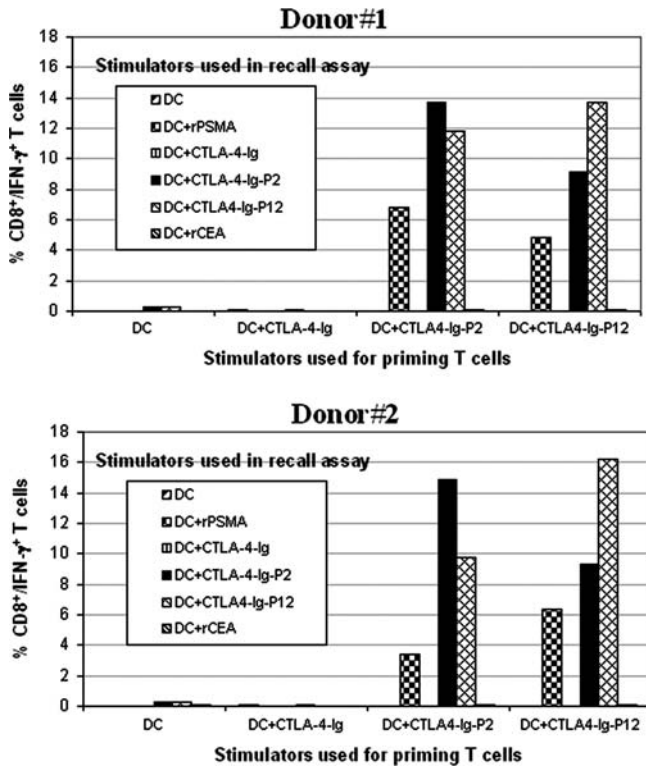 Donor#1
18
16
14
12
10
8
6
4
2
0
% CD8+/IFN-γ+ T cells
Stimulators used in recall assay
DC
DC+rPSMA
DC+CTLA-4-Ig
DC+CTLA-4-Ig-P2
DC+CTLA4-Ig-P12
DC+rCEA
DC DC+CTLA-4-Ig DC+CTLA4-Ig-P2 DC+CTLA4-Ig-P12
Stimulators used for priming T cells
Donor#2
18
16
14
12
10
8
6
4
2
0
% CD8+/IFN-γ+ T cells
Stimulators used in recall assay
DC
DC+rPSMA
DC+CTLA-4-Ig
DC+CTLA-4-Ig-P2
DC+CTLA4-Ig-P12
DC+rCEA
DC DC+CTLA-4-Ig DC+CTLA4-Ig-P2 DC+CTLA4-Ig-P12
Stimulators used for priming T cells